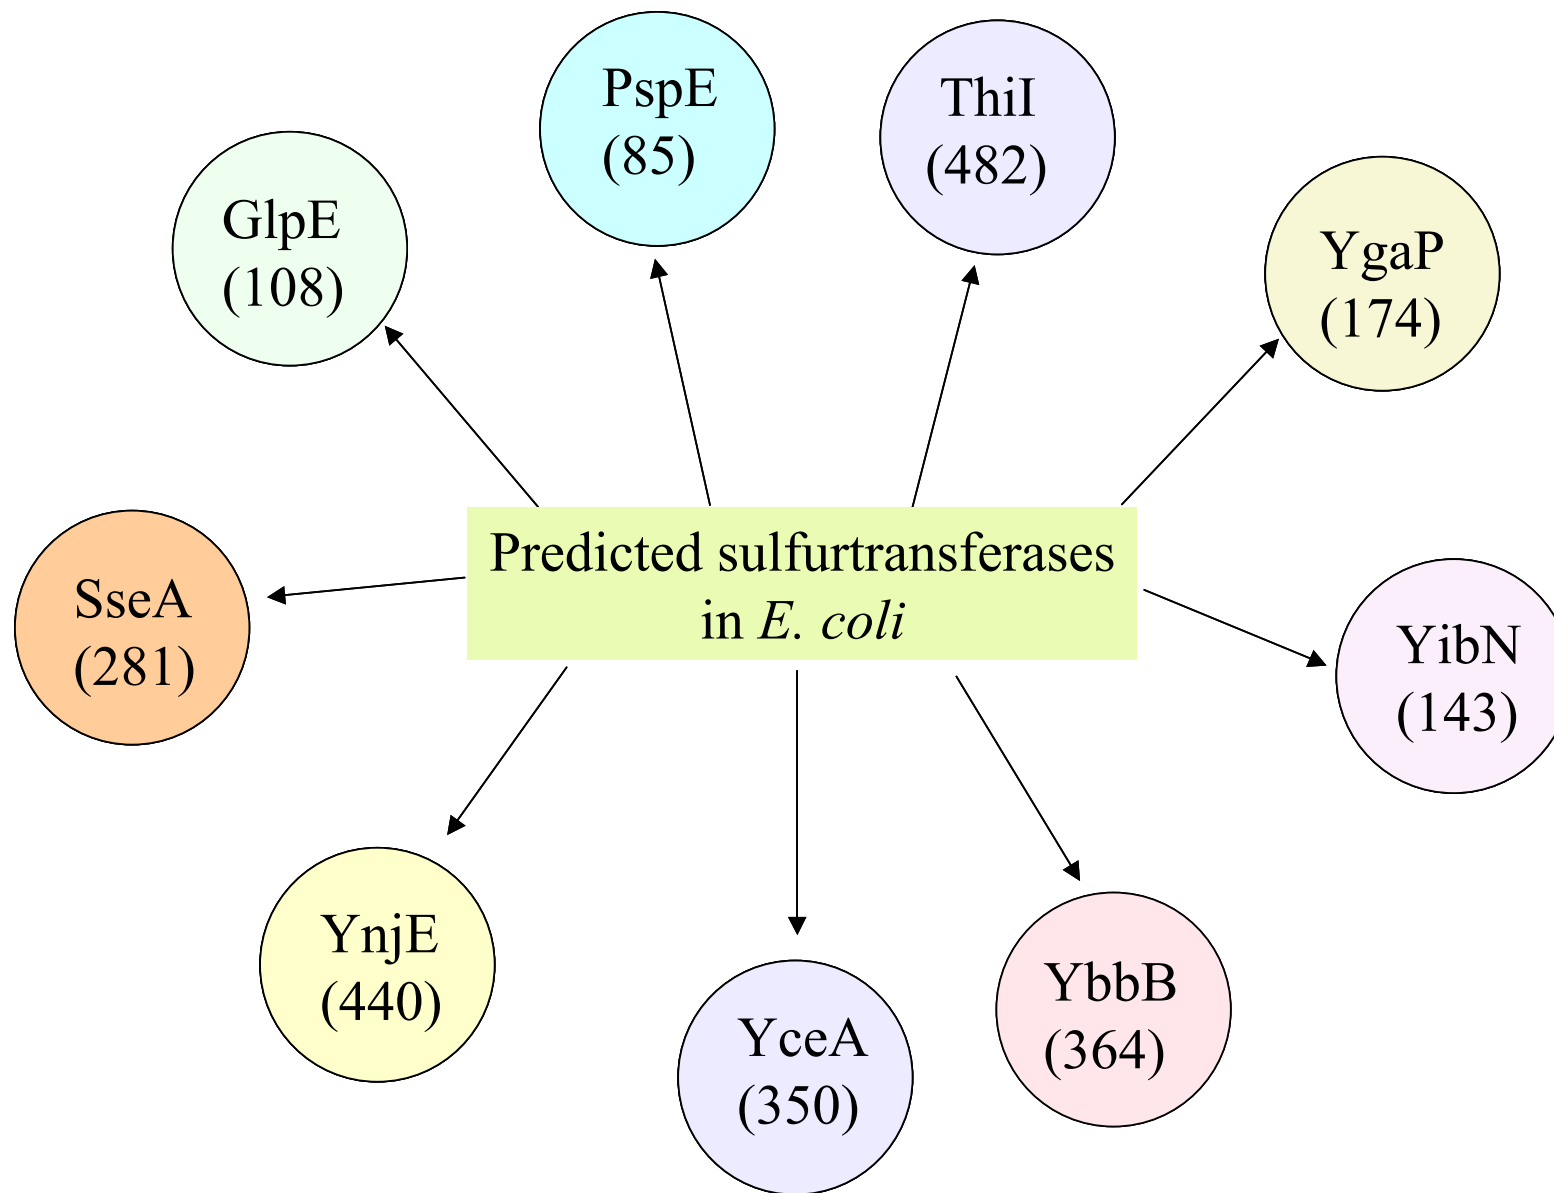 PspE
(85)
ThiI
(482)
GlpE
(108)
YgaP
(174)
Predicted sulfurtransferases
in E. coli
SseA
(281)
YibN
(143)
YnjE
(440)
YceA
(350)
YbbB
(364)